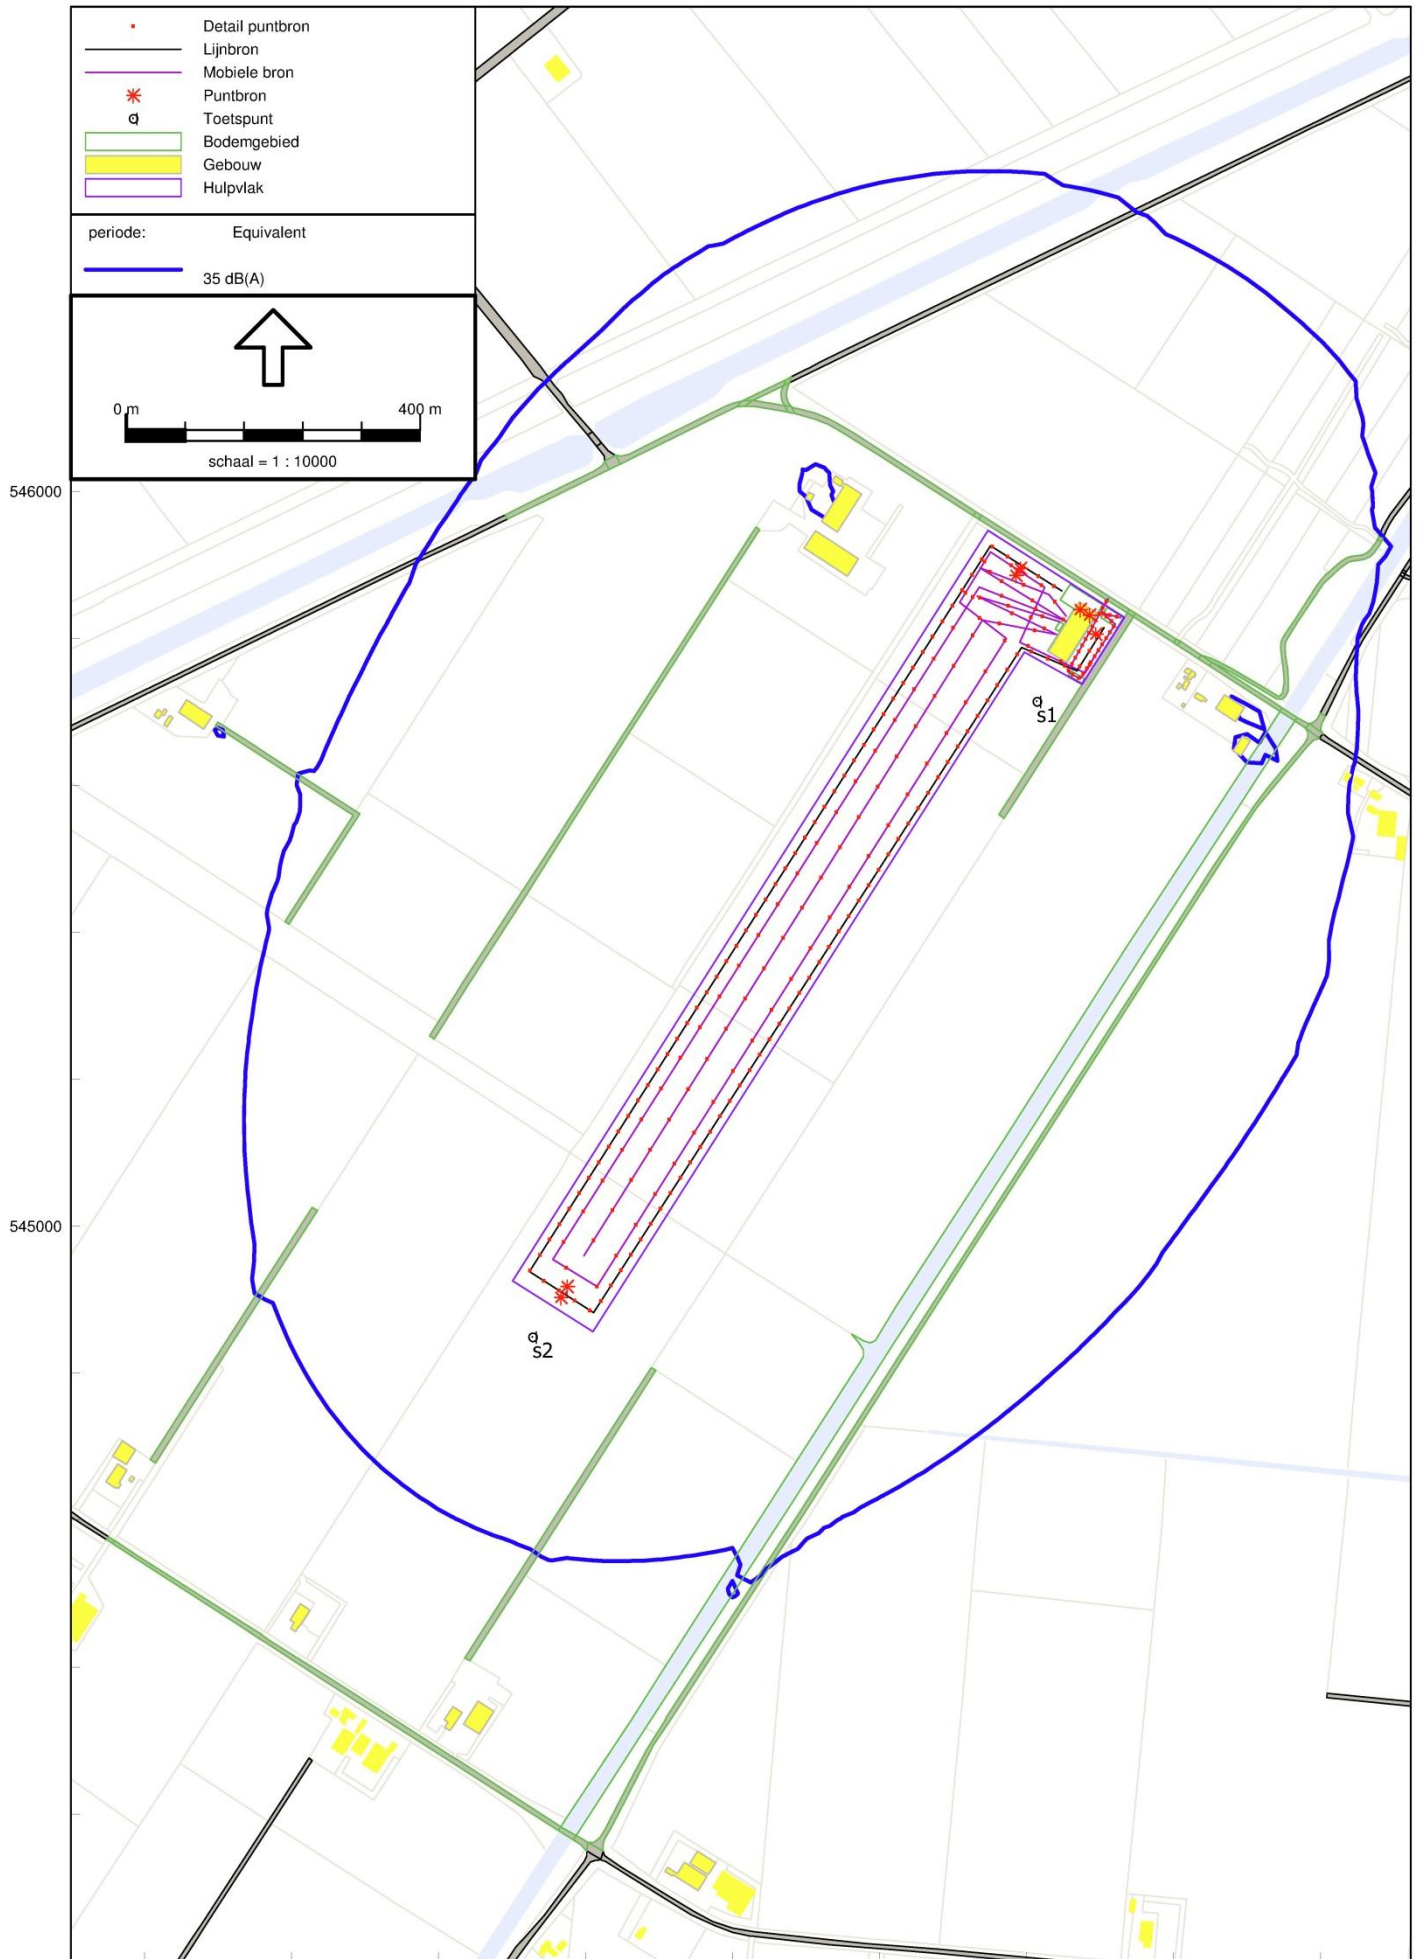 Detail puntbron
Lijnbron
Mobiele bron
Puntbron
Toetspunt
Bodemgebied
Gebouw
Hulpvlak
periode: Equivalent
35 dB(A)
0 m 400 m
schaal = 1 : 10000
546000
s1
545000
s2